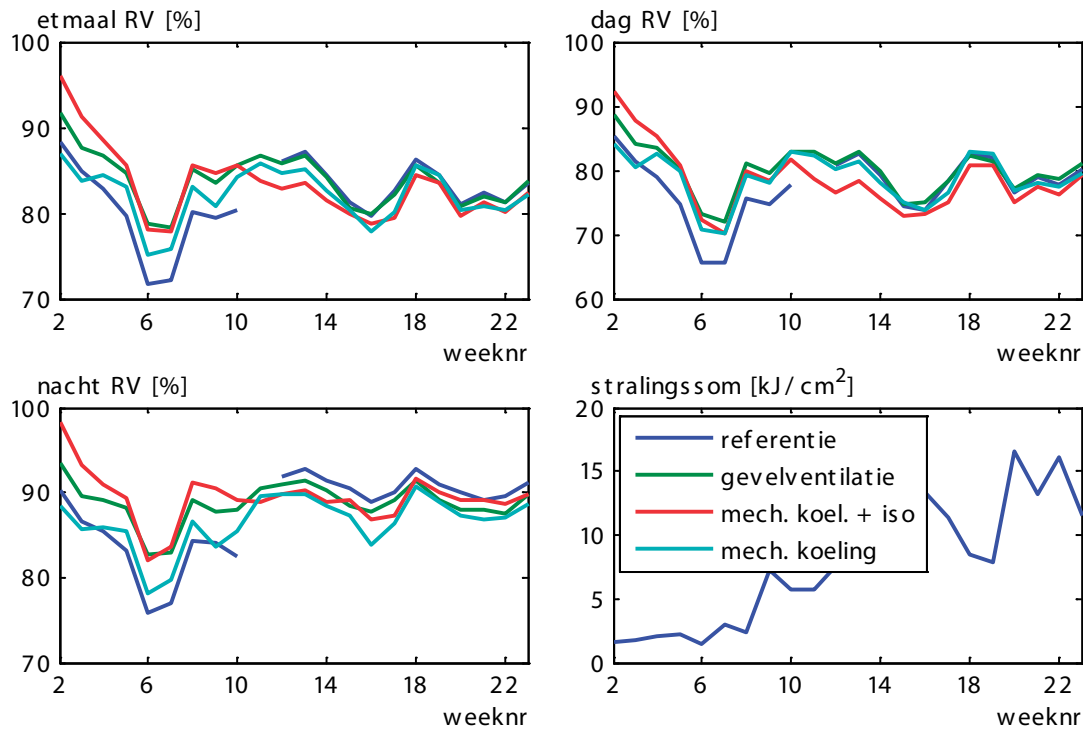 etmaal RV [%]
100
90
80
70
2 6 10 14 18 22
weeknr
dag RV [%]
100
90
80
70
60
2 6 10 14 18 22
weeknr
nacht RV [%]
100
90
80
70
2 6 10 14 18 22
weeknr
stralingssom [kJ/cm²]
20
15
10
5
0
referentie
gevelventilatie
mech. koel. + iso
mech. koeling
2 6 10 14 18 22
weeknr